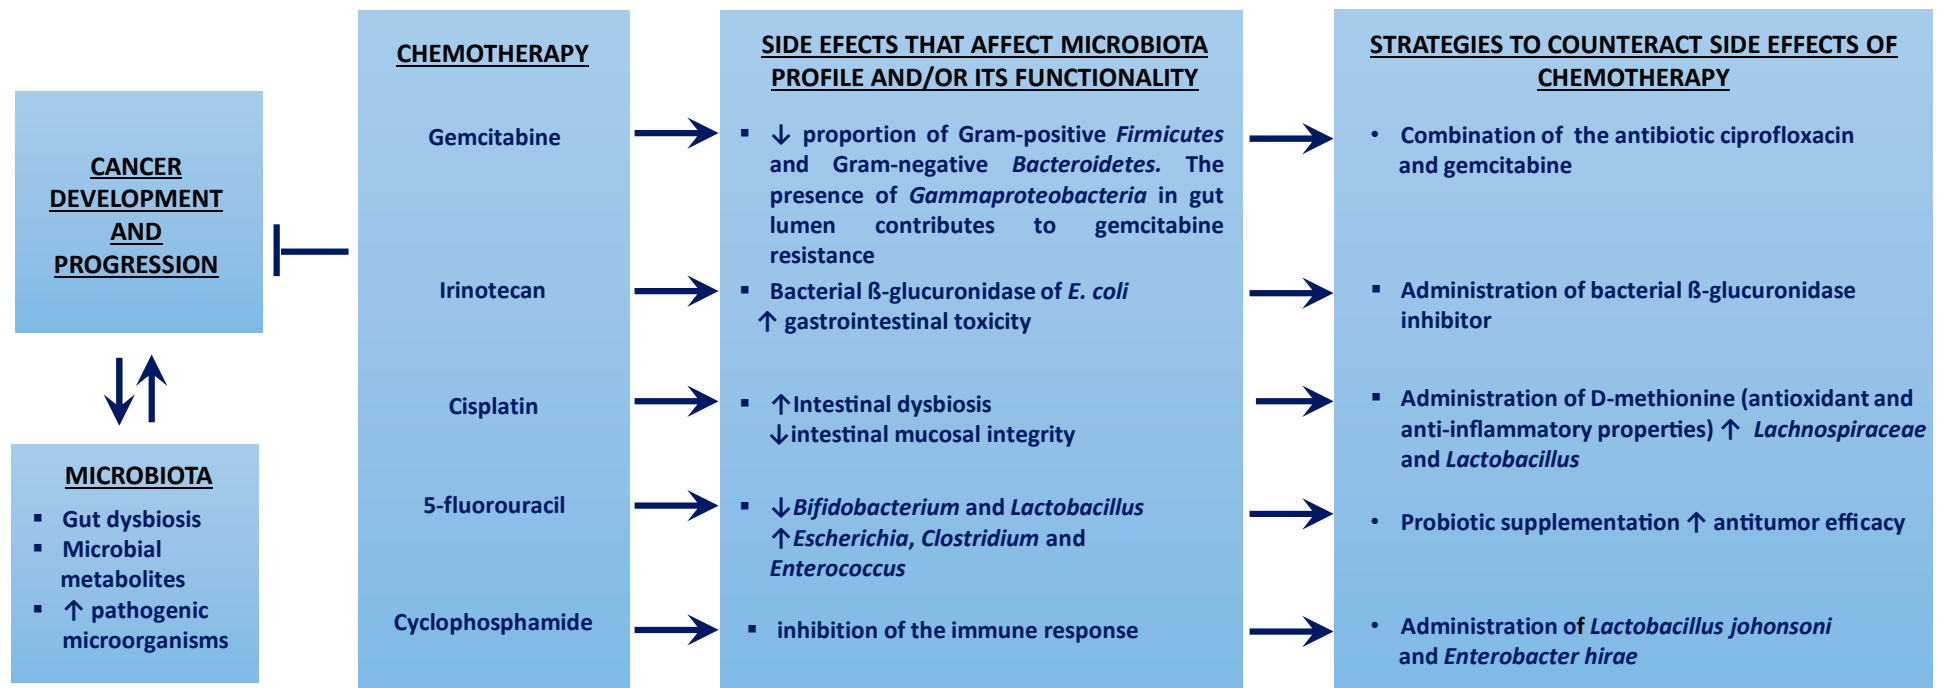 CANCER
DEVELOPMENT
AND
PROGRESSION
MICROBIOTA
▪ Gut dysbiosis
▪ Microbial
metabolites
▪ ↑ pathogenic
microorganisms
CHEMOTHERAPY
Gemcitabine
Irinotecan
Cisplatin
5-fluorouracil
Cyclophosphamide
SIDE EFECTS THAT AFFECT MICROBIOTA
PROFILE AND/OR ITS FUNCTIONALITY
▪ ↓ proportion of Gram-positive Firmicutes
and Gram-negative Bacteroidetes. The
presence of Gammaproteobacteria in gut
lumen contributes to gemcitabine
resistance
▪ Bacterial ß-glucuronidase of E. coli
↑ gastrointestinal toxicity
▪ ↑Intestinal dysbiosis
↓intestinal mucosal integrity
▪ ↓Bifidobacterium and Lactobacillus
↑Escherichia, Clostridium and
Enterococcus
▪ inhibition of the immune response
STRATEGIES TO COUNTERACT SIDE EFFECTS OF
CHEMOTHERAPY
• Combination of the antibiotic ciprofloxacin
and gemcitabine
▪ Administration of bacterial ß-glucuronidase
inhibitor
▪ Administration of D-methionine (antioxidant and
anti-inflammatory properties) ↑ Lachnospiraceae
and Lactobacillus
• Probiotic supplementation ↑ antitumor efficacy
• Administration of Lactobacillus johonsoni
and Enterobacter hirae